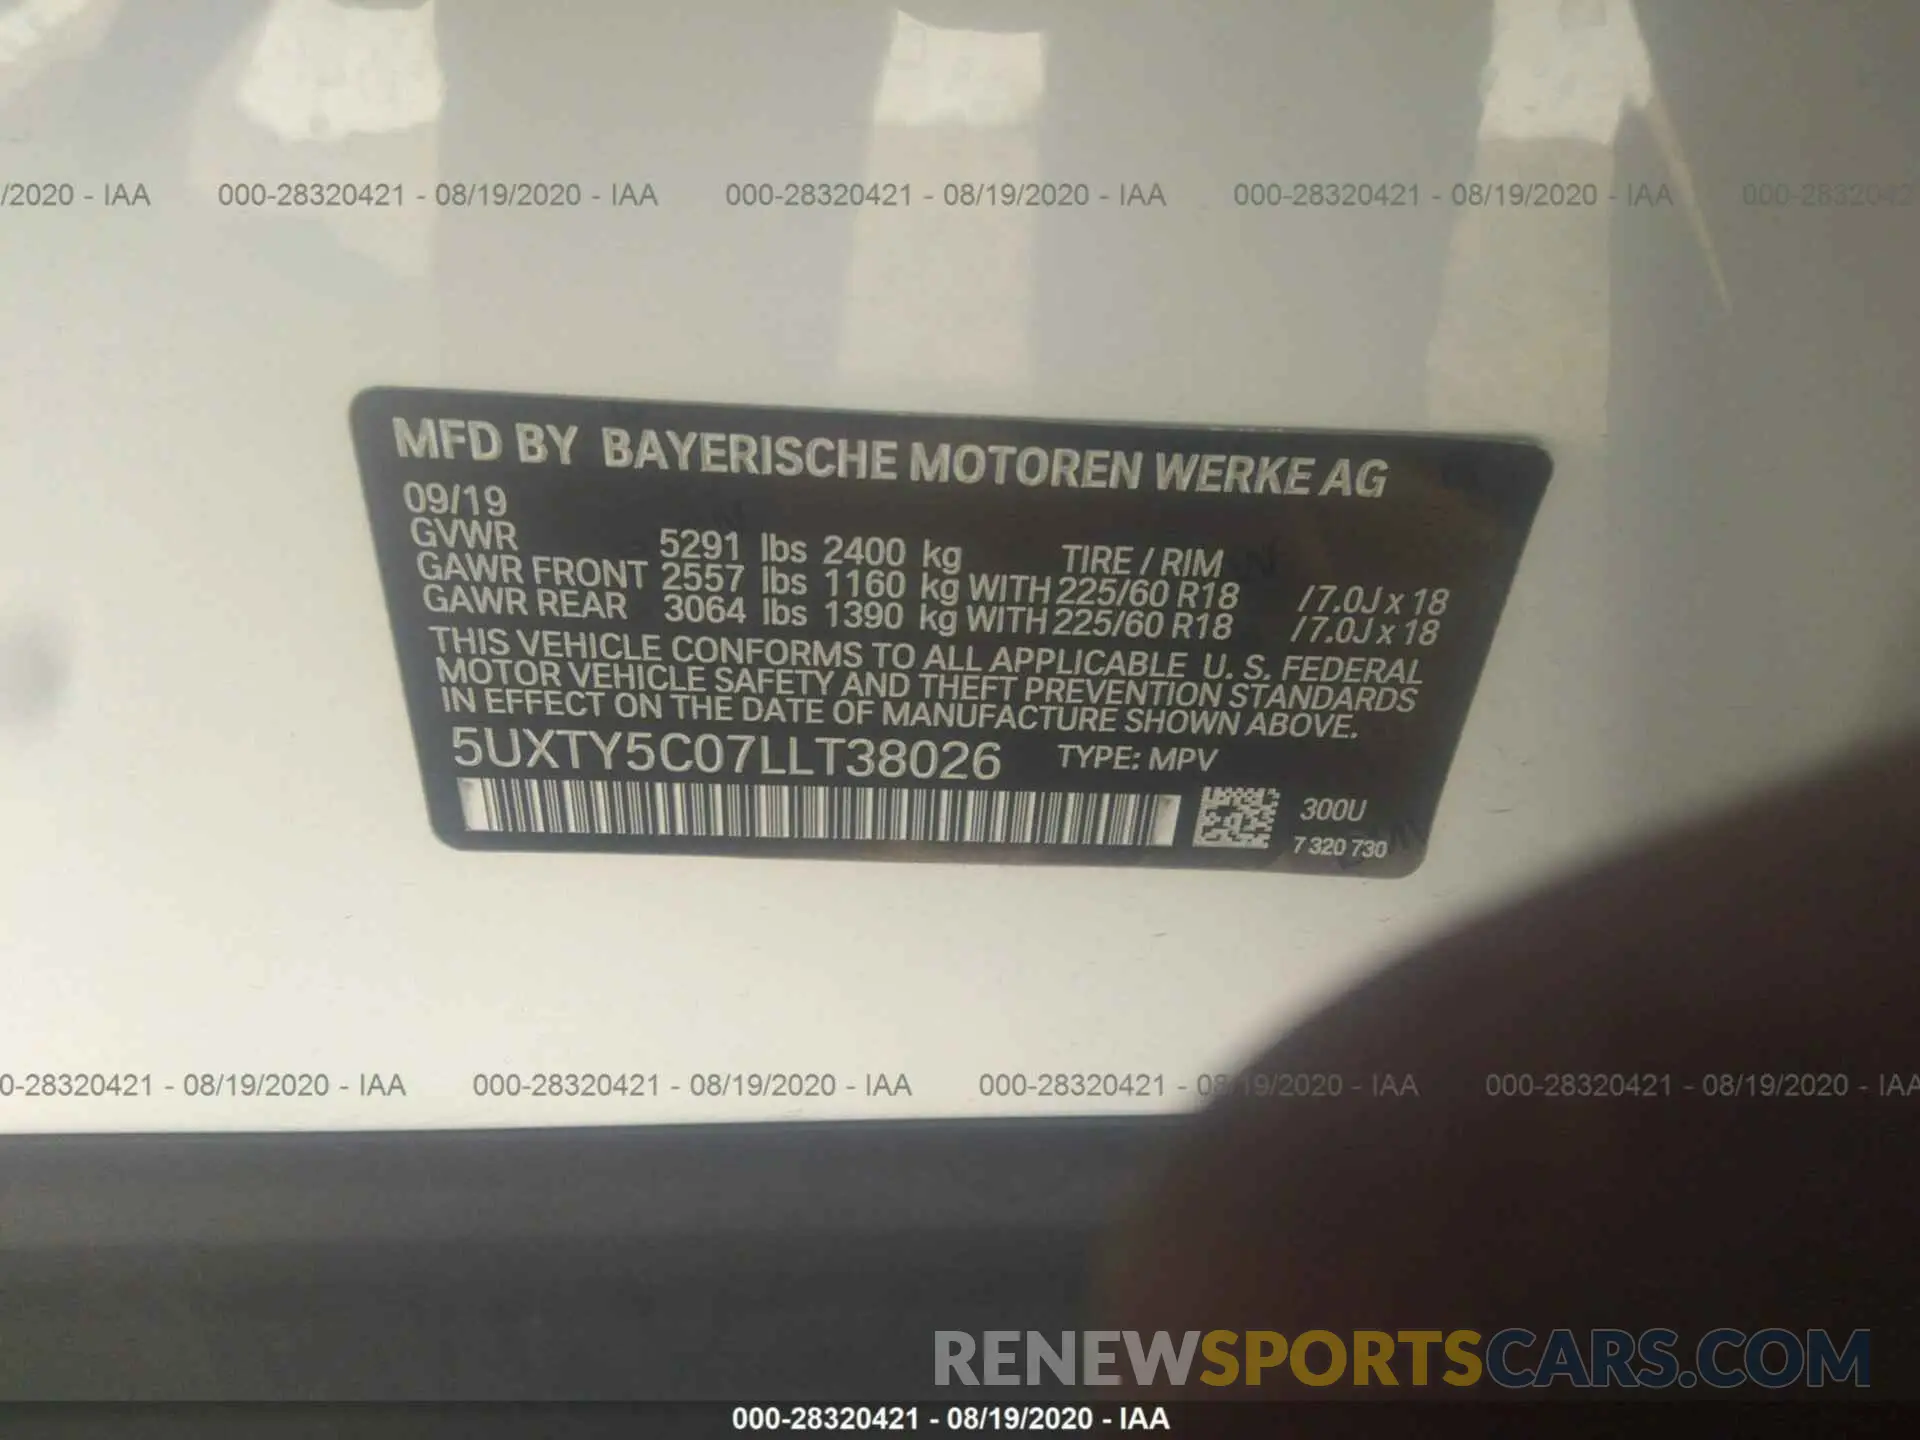 /2020 - IAA 000-28320421 - 08/19/2020 - IAA 000-28320421 - 08/19/2020 - IAA 000-28320421 - 08/19/2020 - IAA 000-2832042
MFD BY BAYERISCHE MOTOREN WERKE AG
09/19
GVWR 5291 lbs 2400 kg TIRE / RIM
GAWR FRONT 2557 lbs 1160 kg WITH 225/60 R18 / 7.0J x 18
GAWR REAR 3064 lbs 1390 kg WITH 225/60 R18 / 7.0J x 18
THIS VEHICLE CONFORMS TO ALL APPLICABLE U. S. FEDERAL
MOTOR VEHICLE SAFETY AND THEFT PREVENTION STANDARDS
IN EFFECT ON THE DATE OF MANUFACTURE SHOWN ABOVE.
5UXTY5C07LLT38026 TYPE: MPV
300U
7 320 730
0-28320421 - 08/19/2020 - IAA 000-28320421 - 08/19/2020 - IAA 000-28320421 - 08/19/2020 - IAA 000-28320421 - 08/19/2020 - IAA
RENEWSPORTSCARS.COM
000-28320421 - 08/19/2020 - IAA